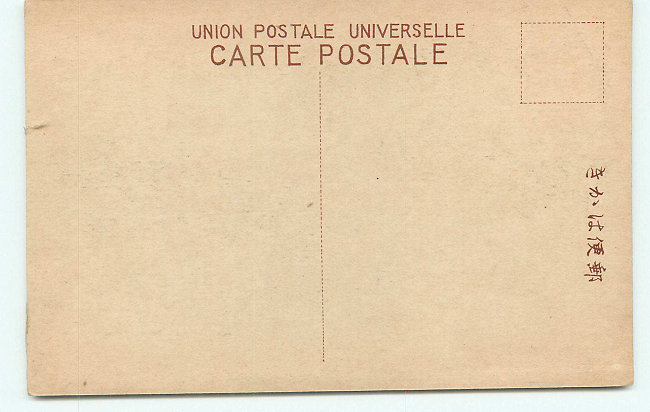 UNION POSTALE UNIVERSELLE
CARTE POSTALE
郵便はかき